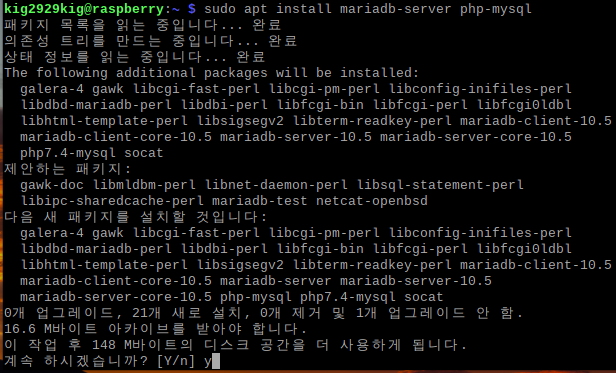 kig2929kig@raspberry:~ $ sudo apt install mariadb-server php-mysql
패키지 목록을 읽는 중입니다... 완료
의존성 트리를 만드는 중입니다... 완료
상태 정보를 읽는 중입니다... 완료
The following additional packages will be installed:
galera-4 gawk libcgi-fast-perl libcgi-pm-perl libconfig-inifiles-perl
libdbd-mariadb-perl libdbi-perl libfcgi-bin libfcgi-perl libfcgi0ldbl
libhtml-template-perl libsigsegv2 libterm-readkey-perl mariadb-client-10.5
mariadb-client-core-10.5 mariadb-server-10.5 mariadb-server-core-10.5
php7.4-mysql socat
제안하는 패키지:
gawk-doc libmldbm-perl libnet-daemon-perl libsql-statement-perl
libipc-sharedcache-perl mariadb-test netcat-openbsd
다음 새 패키지를 설치할 것입니다:
galera-4 gawk libcgi-fast-perl libcgi-pm-perl libconfig-inifiles-perl
libdbd-mariadb-perl libdbi-perl libfcgi-bin libfcgi-perl libfcgi0ldbl
libhtml-template-perl libsigsegv2 libterm-readkey-perl mariadb-client-10.5
mariadb-client-core-10.5 mariadb-server mariadb-server-10.5
mariadb-server-core-10.5 php-mysql php7.4-mysql socat
0개 업그레이드, 21개 새로 설치, 0개 제거 및 1개 업그레이드 안 함.
16.6 M바이트 아카이브를 받아야 합니다.
이 작업 후 148 M바이트의 디스크 공간을 더 사용하게 됩니다.
계속 하시겠습니까? [Y/n] y